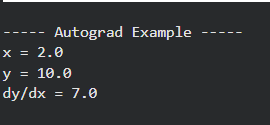 ----- Autograd Example -----
x = 2.0
y = 10.0
dy/dx = 7.0